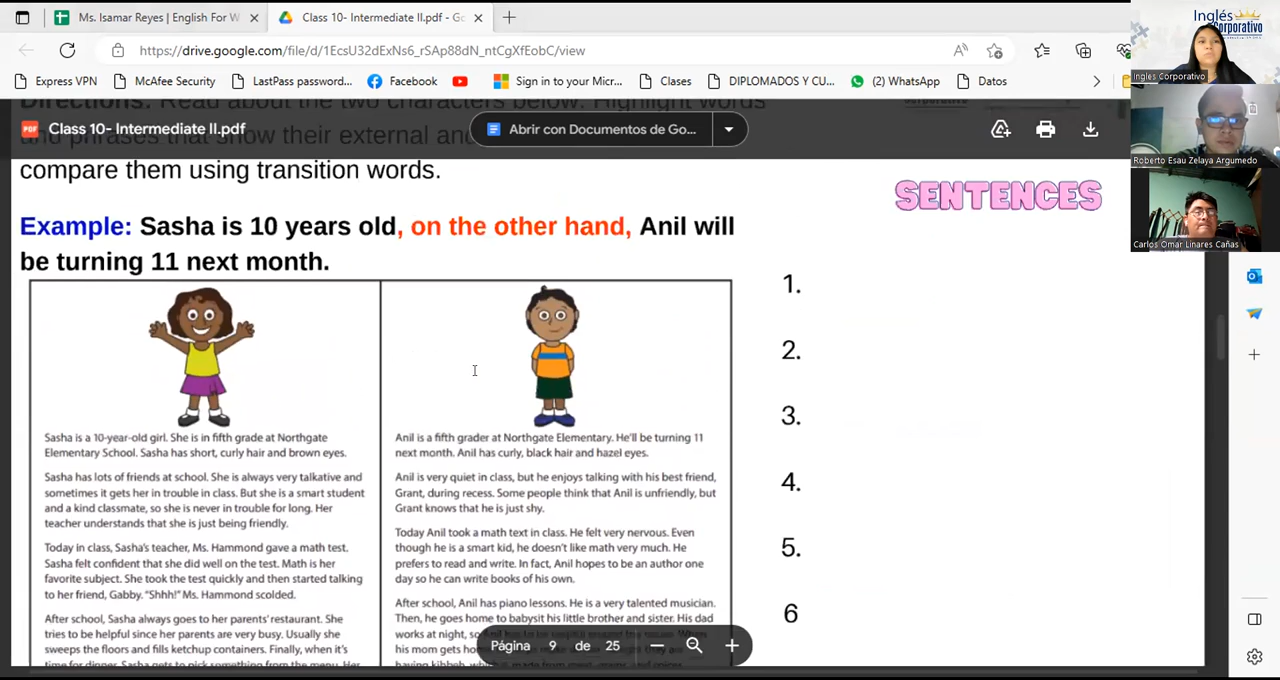 Ms. Isamar Reyes | English For W
Class 10- Intermediate II.pdf - Go
https://drive.google.com/file/d/1EcsU32dExNs6_rSAp88dN_ntCgXfEobC/view
Express VPN
McAfee Security
LastPass password...
Facebook
Sign in to your Micr...
Clases
DIPLOMADOS Y CU...
(2) WhatsApp
Datos
Inglés
Corporativo
Ingles Corporativo
Roberto Esau Zelaya Argumedo
Carlos Omar Linares Cañas
Directions: Read about the two characters below. Highlight words
Class 10- Intermediate II.pdf
Abrir con Documentos de Go...
and phrases that show their external and
compare them using transition words.
SENTENCES
Example: Sasha is 10 years old, on the other hand, Anil will
be turning 11 next month.
Sasha is a 10-year-old girl. She is in fifth grade at Northgate
Elementary School. Sasha has short, curly hair and brown eyes.
Sasha has lots of friends at school. She is always very talkative and
sometimes it gets her in trouble in class. But she is a smart student
and a kind classmate, so she is never in trouble for long. Her
teacher understands that she is just being friendly.
Today in class, Sasha's teacher, Ms. Hammond gave a math test.
Sasha felt confident that she did well on the test. Math is her
favorite subject. She took the test quickly and then started talking
to her friend, Gabby. "Shhh!" Ms. Hammond scolded.
After school, Sasha always goes to her parents' restaurant. She
tries to be helpful since her parents are very busy. Usually she
sweeps the floors and fills ketchup containers. Finally, when it's
time for dinner, Sasha gets to pick something from the menu. Her
Anil is a fifth grader at Northgate Elementary. He'll be turning 11
next month. Anil has curly, black hair and hazel eyes.
Anil is very quiet in class, but he enjoys talking with his best friend,
Grant, during recess. Some people think that Anil is unfriendly, but
Grant knows that he is just shy.
Today Anil took a math text in class. He felt very nervous. Even
though he is a smart kid, he doesn't like math very much. He
prefers to read and write. In fact, Anil hopes to be an author one
day so he can write books of his own.
After school, Anil has piano lessons. He is a very talented musician.
Then, he goes home to babysit his little brother and sister. His dad
works at night, so
his mom gets home
having kibbeh, which is made from meat, grains, and spices
1.
2.
3.
4.
5.
6
Página 9 de 25